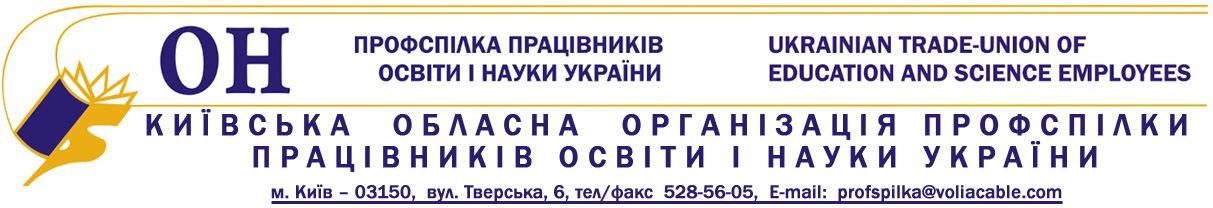 ОН
ПРОФСПІЛКА ПРАЦІВНИКІВ
ОСВІТИ І НАУКИ УКРАЇНИ
UKRAINIAN TRADE-UNION OF
EDUCATION AND SCIENCE EMPLOYEES
КИЇВСЬКА ОБЛАСНА ОРГАНІЗАЦІЯ ПРОФСПІЛКИ
ПРАЦІВНИКІВ ОСВІТИ І НАУКИ УКРАЇНИ
м. Київ – 03150, вул. Тверська, 6, тел/факс 528-56-05, E-mail: profspilka@voliacable.com